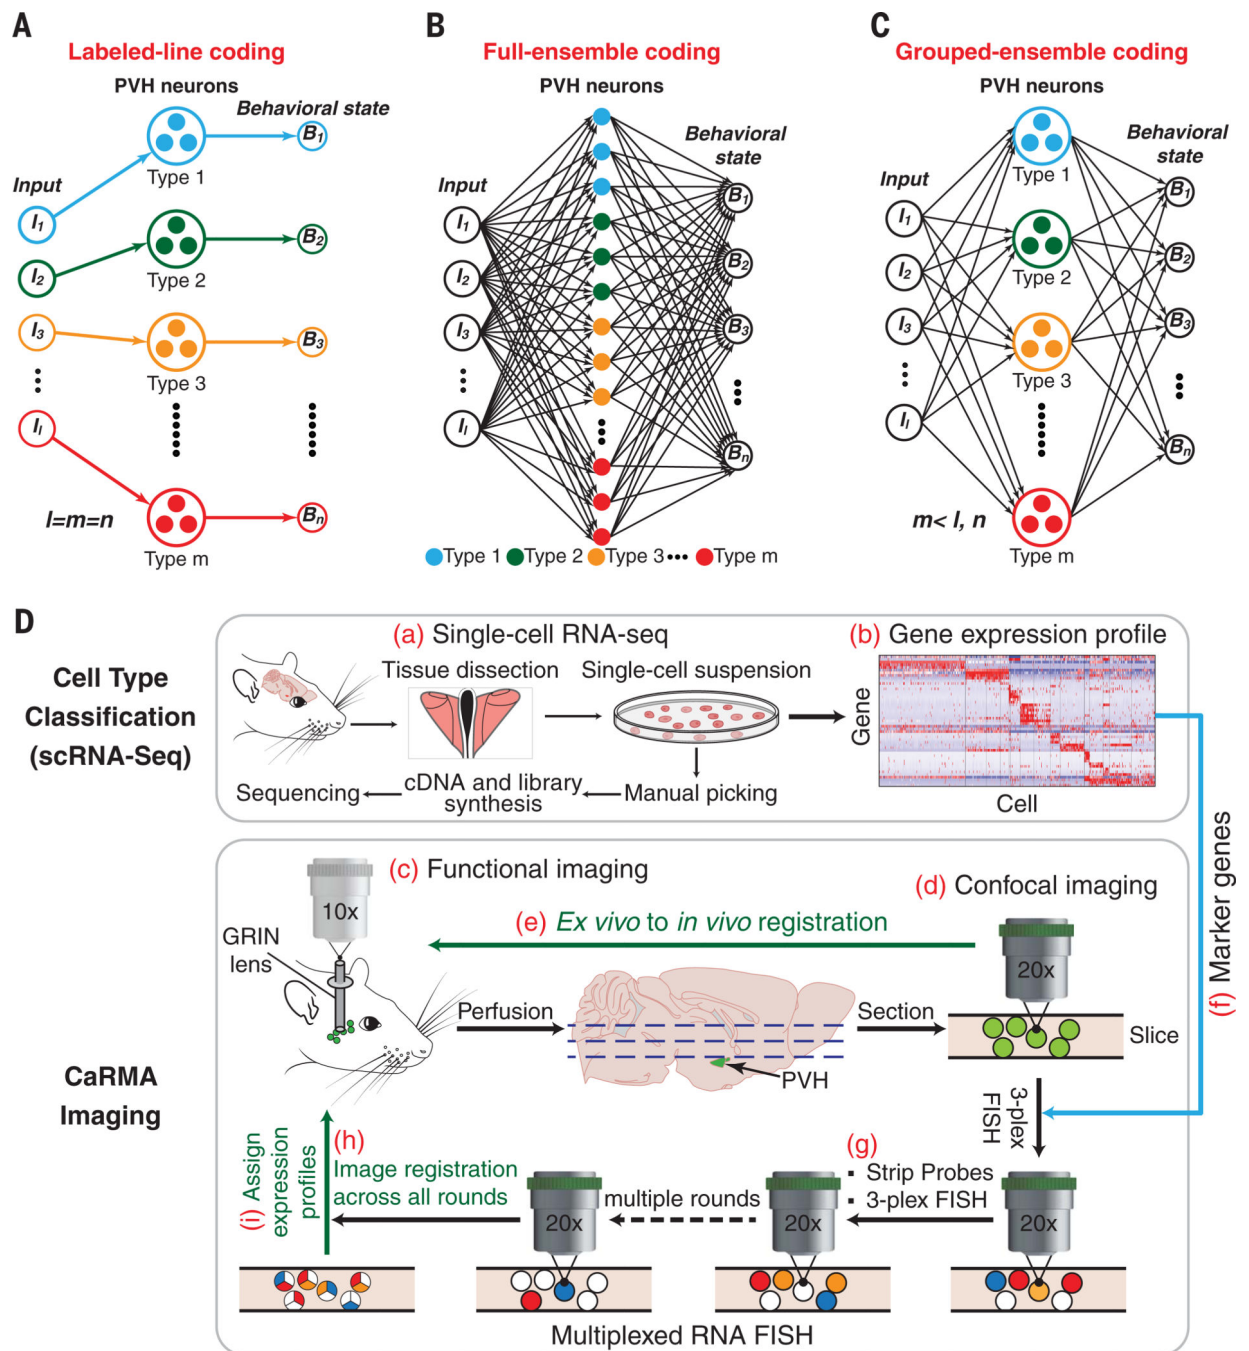 A
Labeled-line coding
PVH neurons
Behavioral state
Input
I1
I2
I3
Il
Type 1
Type 2
Type 3
Type m
B1
B2
B3
Bn
l=m=n
B
Full-ensemble coding
PVH neurons
Behavioral
state
Input
I1
I2
I3
Il
B1
B2
B3
Bn
Type 1 Type 2 Type 3 ••• Type m
C
Grouped-ensemble coding
PVH neurons
Behavioral
state
Input
I1
I2
I3
Il
Type 1
Type 2
Type 3
Type m
B1
B2
B3
Bn
m< l, n
D
Cell Type
Classification
(scRNA-Seq)
(a) Single-cell RNA-seq
Tissue dissection
Single-cell suspension
Manual picking
cDNA and library
synthesis
Sequencing
(b) Gene expression profile
Gene
Cell
(f) Marker genes
CaRMA
Imaging
(c) Functional imaging
10x
GRIN
lens
(d) Confocal imaging
20x
(e) Ex vivo to in vivo registration
Perfusion
Section
Slice
PVH
3-plex
FISH
(g)
▪ Strip Probes
▪ 3-plex FISH
20x
20x
multiple rounds
20x
(h)
Image registration
across all rounds
(i) Assign
expression
profiles
Multiplexed RNA FISH